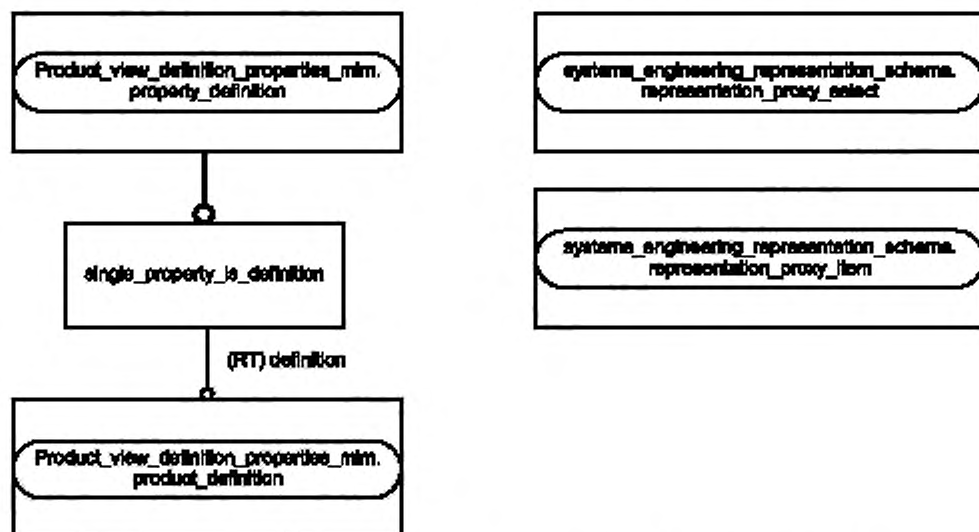 Product_view_definition_properties_mim.
property_definition
systems_engineering_representation_schema.
representation_proxy_select
single_property_is_definition
systems_engineering_representation_schema.
representation_proxy_item
(RT) definition
Product_view_definition_properties_mim.
product_definition